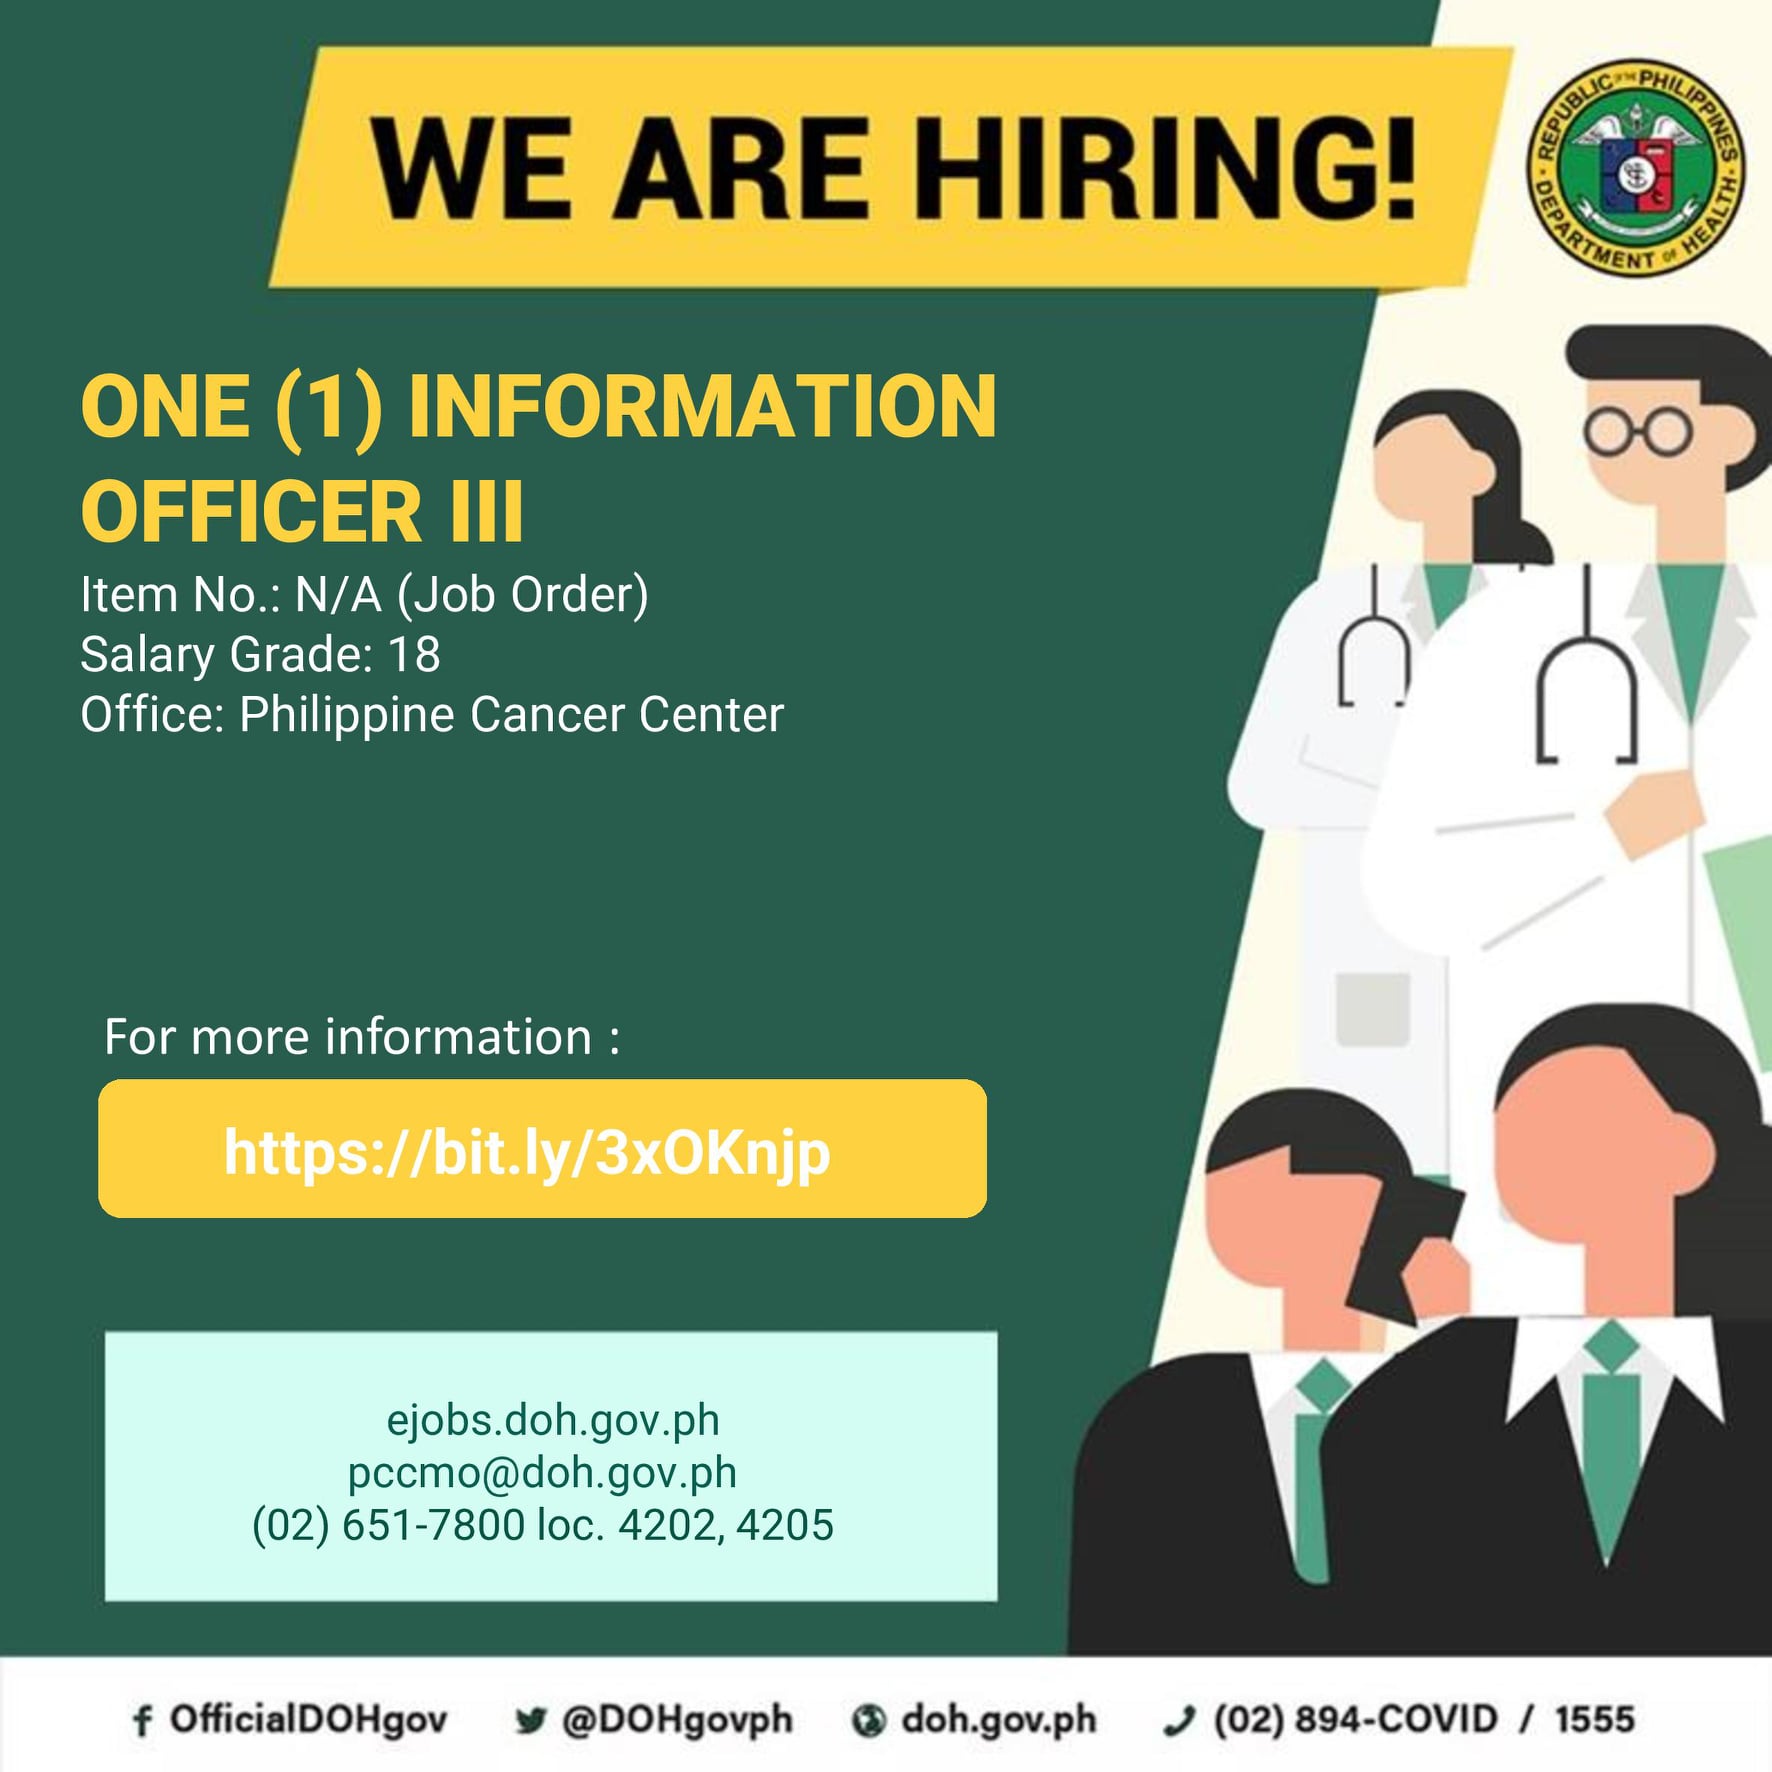 WE ARE HIRING!
REPUBLIC OF THE PHILIPPINES
DEPARTMENT OF HEALTH
ONE (1) INFORMATION
OFFICER III
Item No.: N/A (Job Order)
Salary Grade: 18
Office: Philippine Cancer Center
For more information :
https://bit.ly/3xOKnjp
ejobs.doh.gov.ph
pccmo@doh.gov.ph
(02) 651-7800 loc. 4202, 4205
OfficialDOHgov @DOHgovph doh.gov.ph (02) 894-COVID / 1555